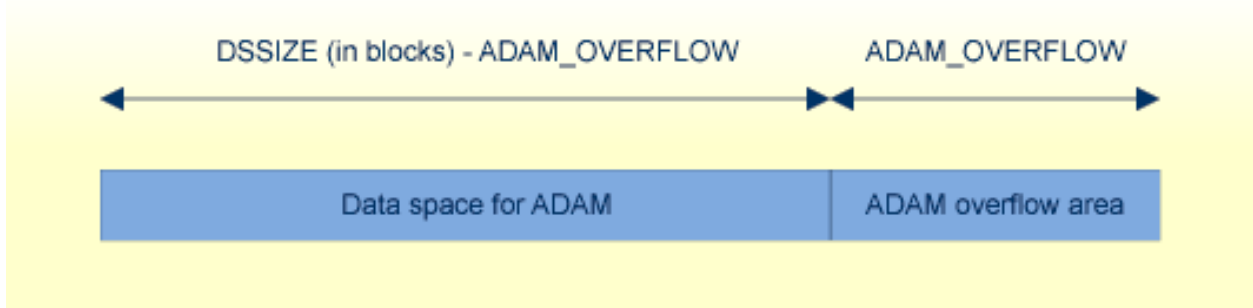 DSSIZE (in blocks) - ADAM_OVERFLOW
ADAM_OVERFLOW
Data space for ADAM
ADAM overflow area